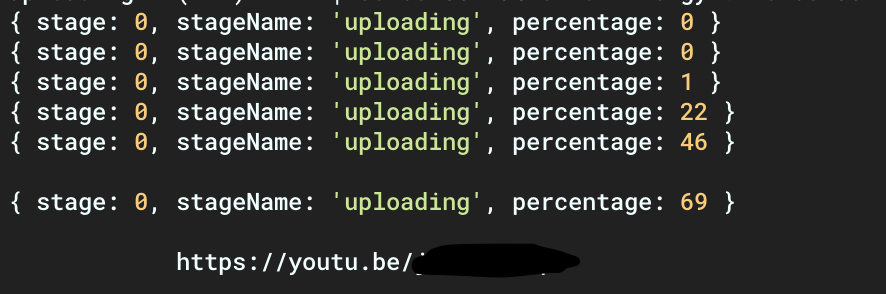 { stage: 0, stageName: 'uploading', percentage: 0 }
{ stage: 0, stageName: 'uploading', percentage: 0 }
{ stage: 0, stageName: 'uploading', percentage: 1 }
{ stage: 0, stageName: 'uploading', percentage: 22 }
{ stage: 0, stageName: 'uploading', percentage: 46 }
{ stage: 0, stageName: 'uploading', percentage: 69 }
https://youtu.be/